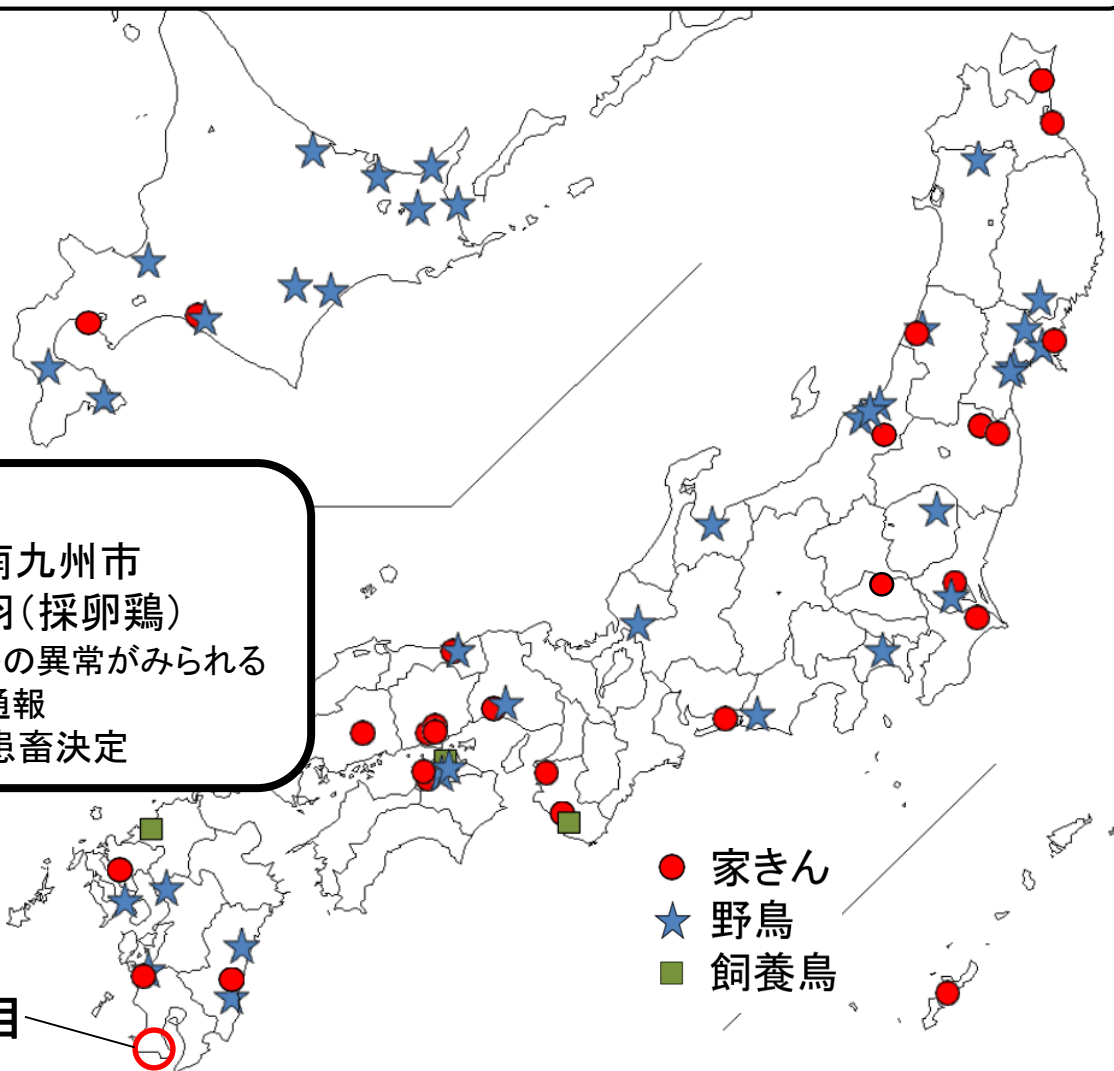 南九州市
羽（採卵鶏）
の異常がみられる
通報
患畜決定
家きん
野鳥
飼養鳥
目